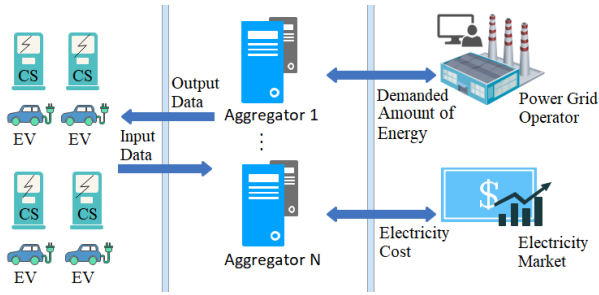 CS CS
EV EV
CS CS
EV EV
Output
Data
Input
Data
Aggregator 1
⋮
Aggregator N
Demanded
Amount of
Energy
Power Grid
Operator
$
Electricity
Cost
Electricity
Market